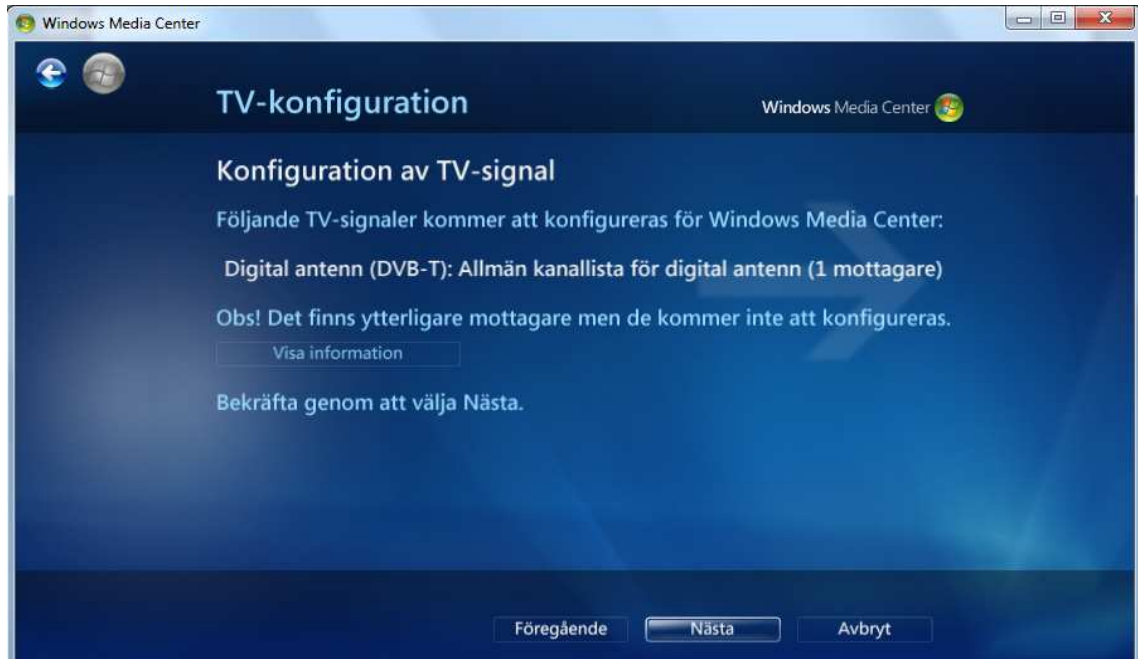 Windows Media Center
TV-konfiguration
Windows Media Center
Konfiguration av TV-signal
Följande TV-signaler kommer att konfigureras för Windows Media Center:
Digital antenn (DVB-T): Allmän kanallista för digital antenn (1 mottagare)
Obs! Det finns ytterligare mottagare men de kommer inte att konfigureras.
Visa information
Bekräfta genom att välja Nästa.
Föregående Nästa Avbryt